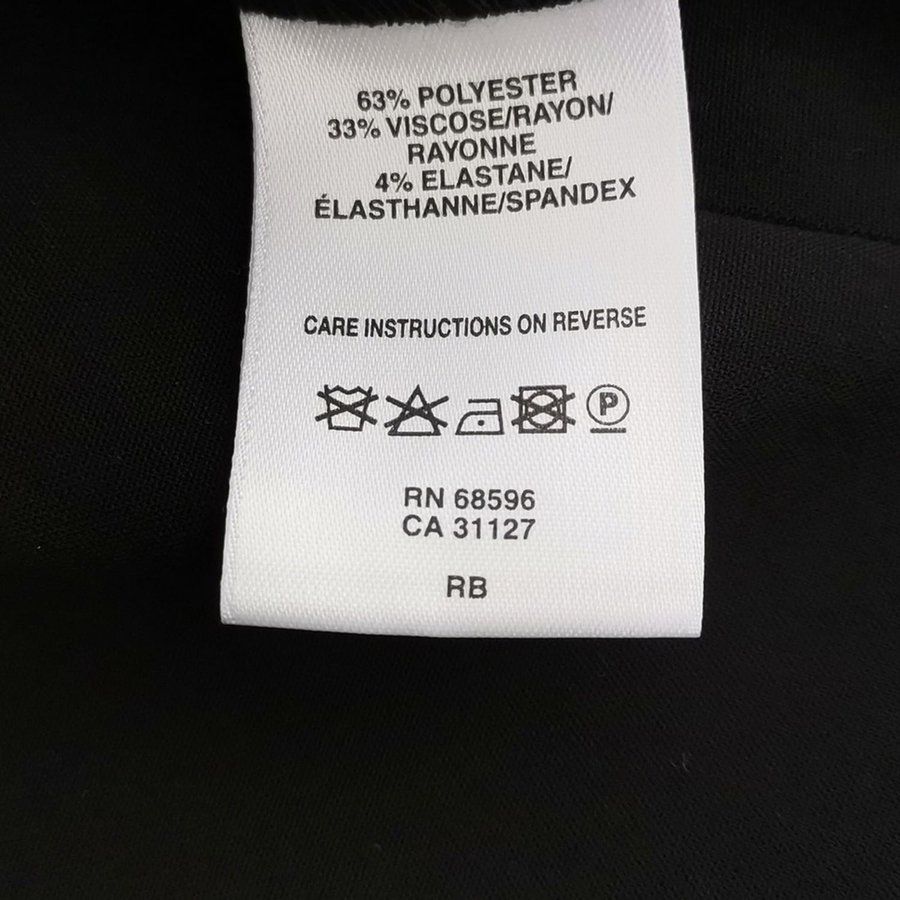 63% POLYESTER
33% VISCOSE/RAYON/
RAYONNE
4% ELASTANE/
ÉLASTHANNE/SPANDEX
CARE INSTRUCTIONS ON REVERSE
P
RN 68596
CA 31127
RB